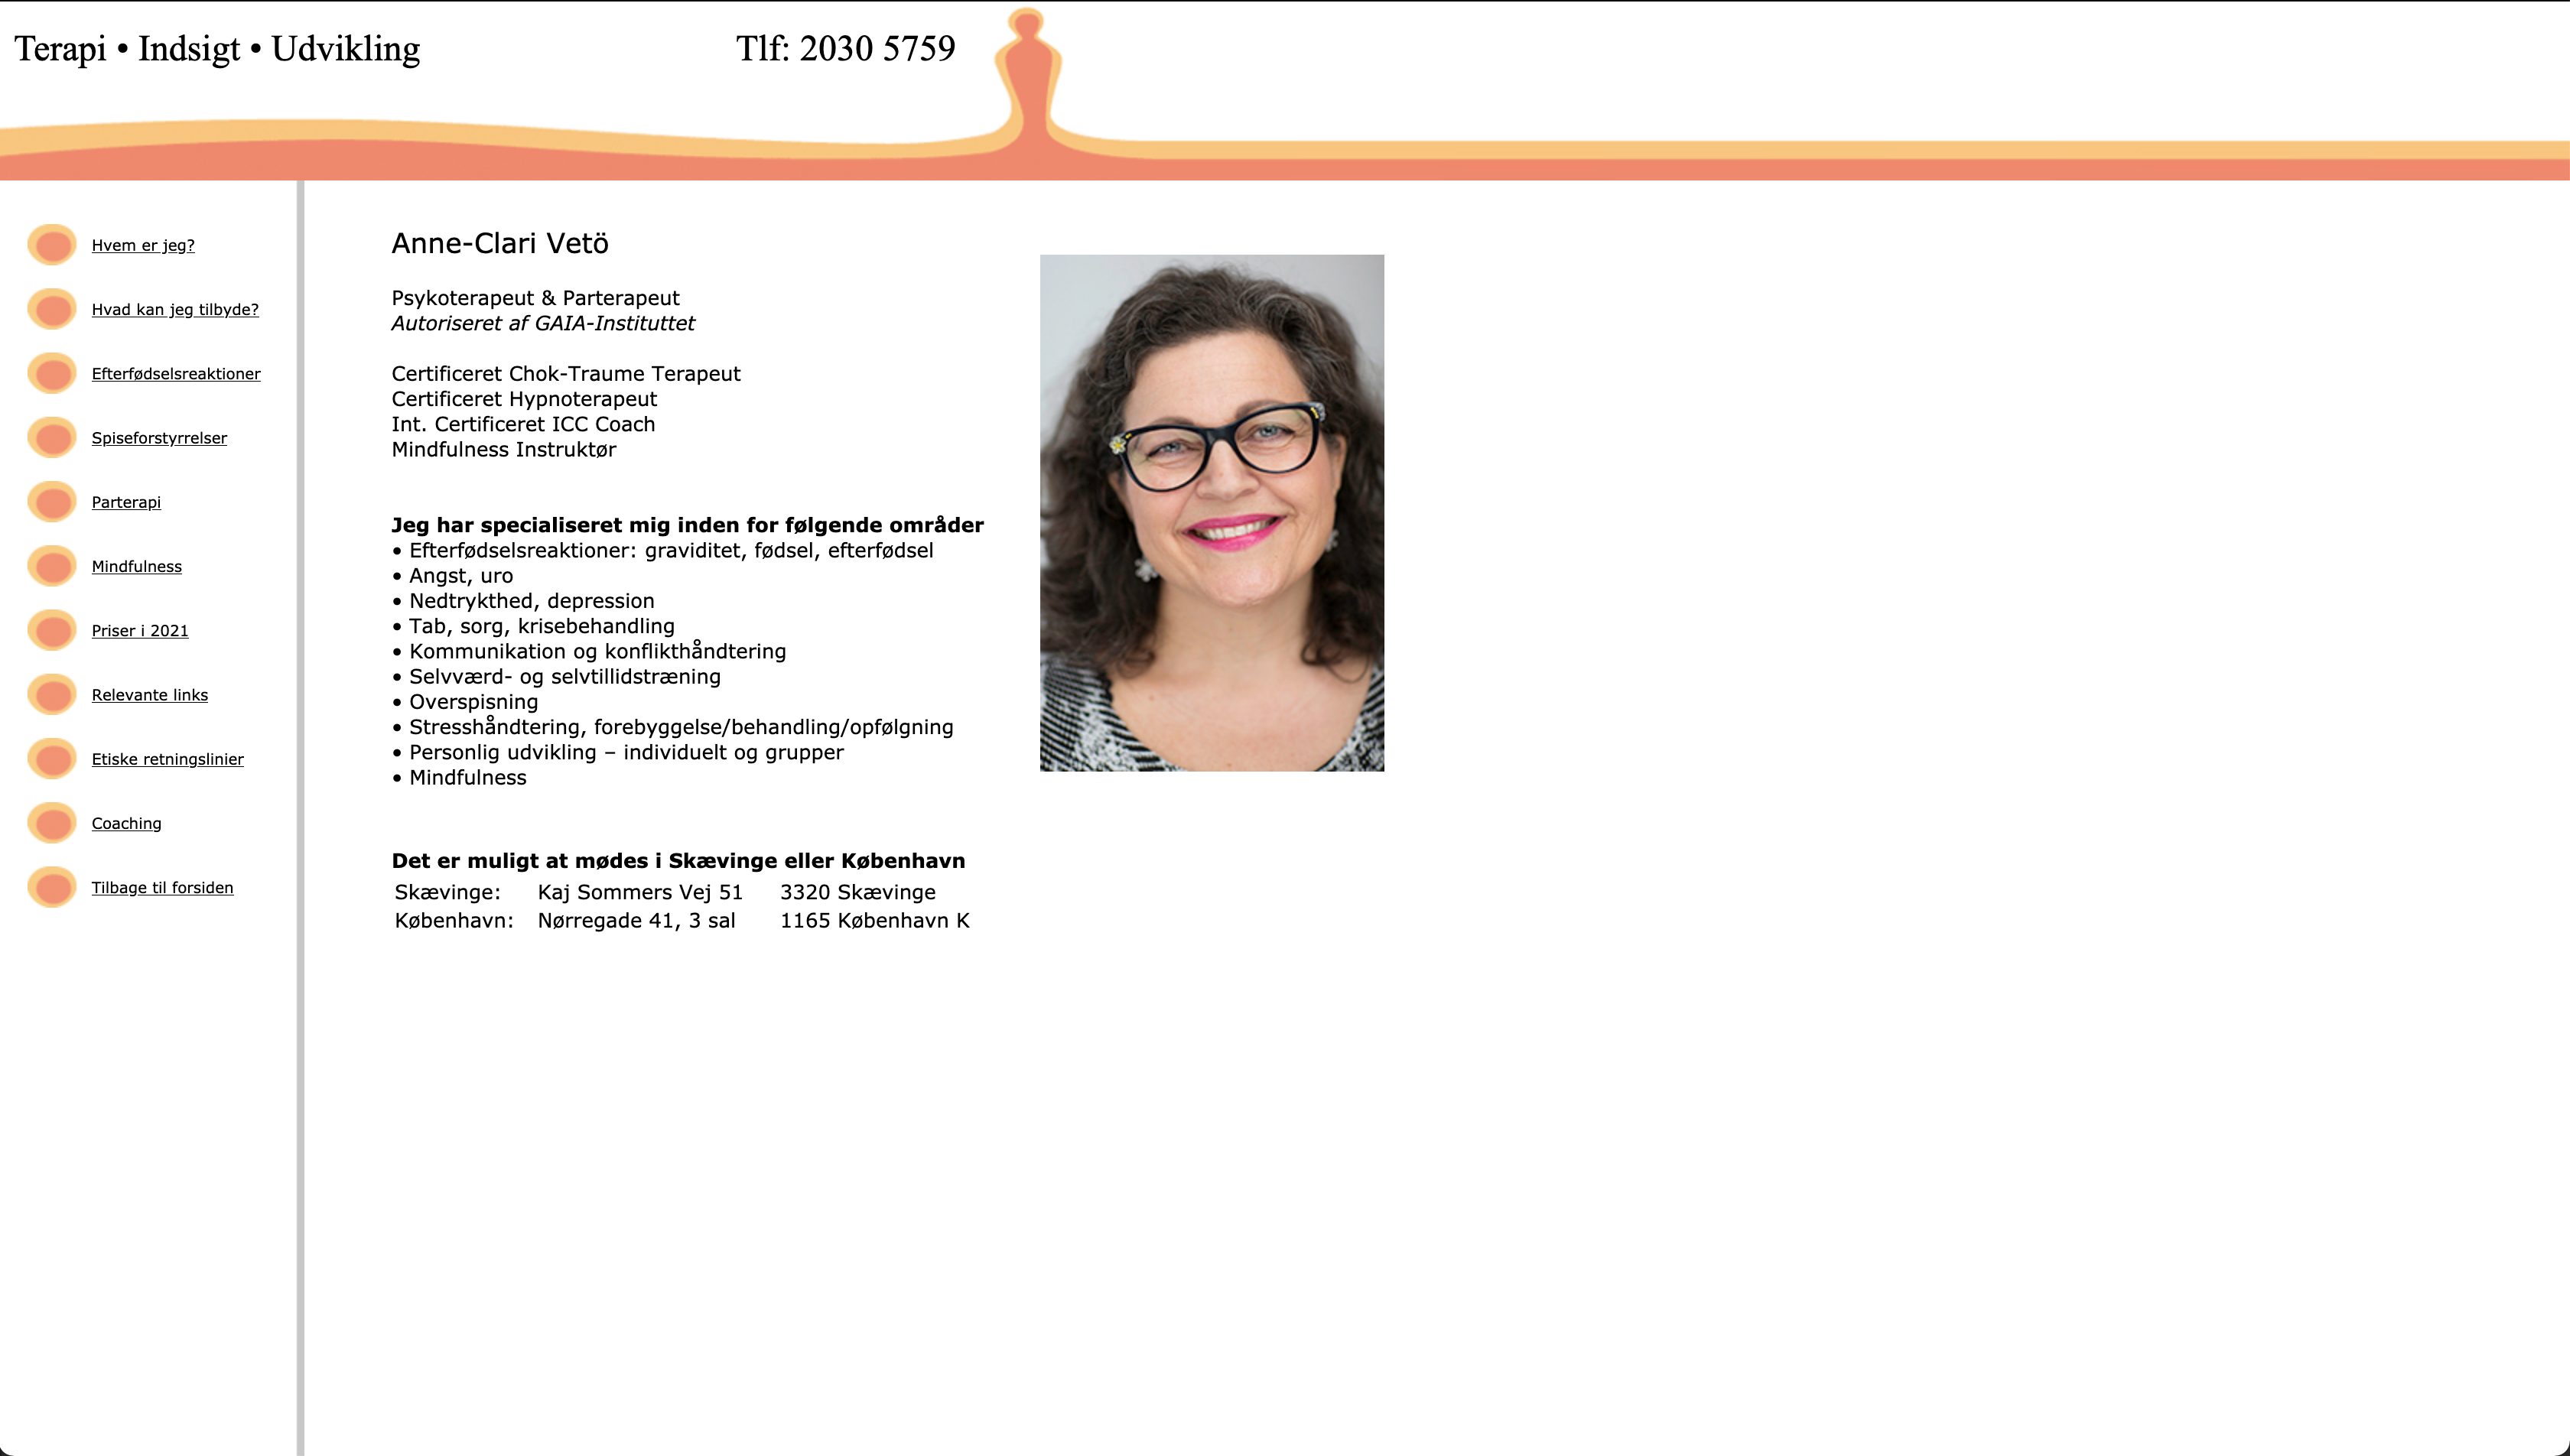 Terapi • Indsigt • Udvikling
Tlf: 2030 5759
Hvem er jeg?
Hvad kan jeg tilbyde?
Efterfødselsreaktioner
Spiseforstyrrelser
Parterapi
Mindfulness
Priser i 2021
Relevante links
Etiske retningslinier
Coaching
Tilbage til forsiden
Anne-Clari Vetö
Psykoterapeut & Parterapeut
Autoriseret af GAIA-Instituttet
Certificeret Chok-Traume Terapeut
Certificeret Hypnoterapeut
Int. Certificeret ICC Coach
Mindfulness Instruktør
Jeg har specialiseret mig inden for følgende områder
• Efterfødselsreaktioner: graviditet, fødsel, efterfødsel
• Angst, uro
• Nedtrykthed, depression
• Tab, sorg, krisebehandling
• Kommunikation og konflikthåndtering
• Selvværd- og selvtillidstræning
• Overspisning
• Stresshåndtering, forebyggelse/behandling/opfølgning
• Personlig udvikling – individuelt og grupper
• Mindfulness
Det er muligt at mødes i Skævinge eller København
Skævinge: Kaj Sommers Vej 51 3320 Skævinge
København: Nørregade 41, 3 sal 1165 København K